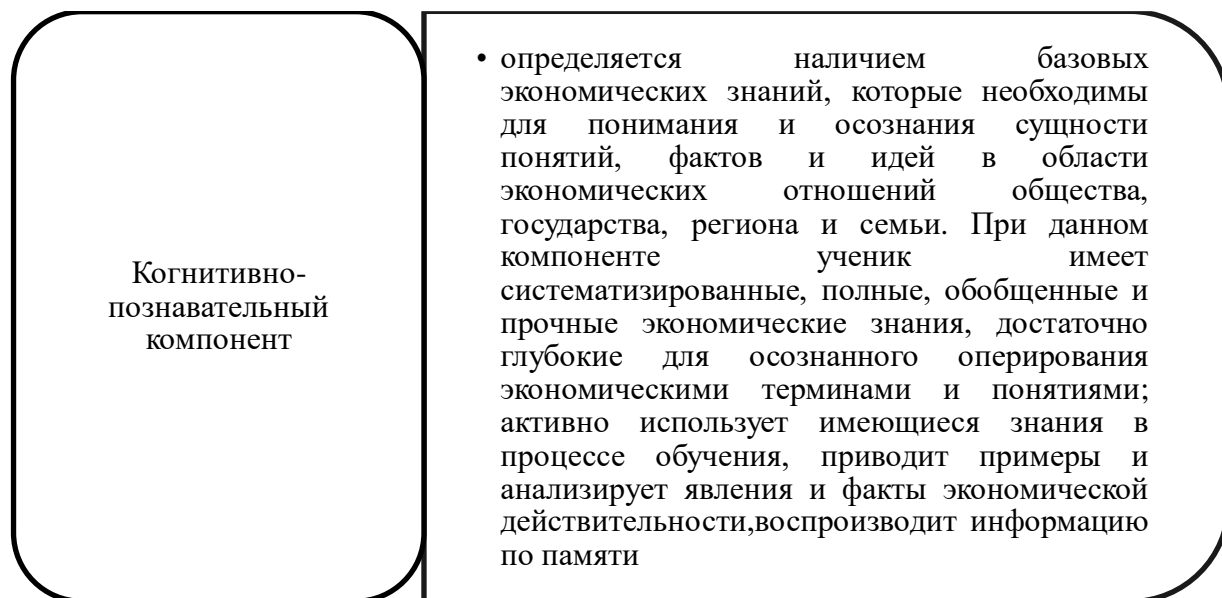 Когнитивно-
познавательный
компонент
• определяется наличием базовых
экономических знаний, которые необходимы
для понимания и осознания сущности
понятий, фактов и идей в области
экономических отношений общества,
государства, региона и семьи. При данном
компоненте ученик имеет
систематизированные, полные, обобщенные и
прочные экономические знания, достаточно
глубокие для осознанного оперирования
экономическими терминами и понятиями;
активно использует имеющиеся знания в
процессе обучения, приводит примеры и
анализирует явления и факты экономической
действительности,воспроизводит информацию
по памяти